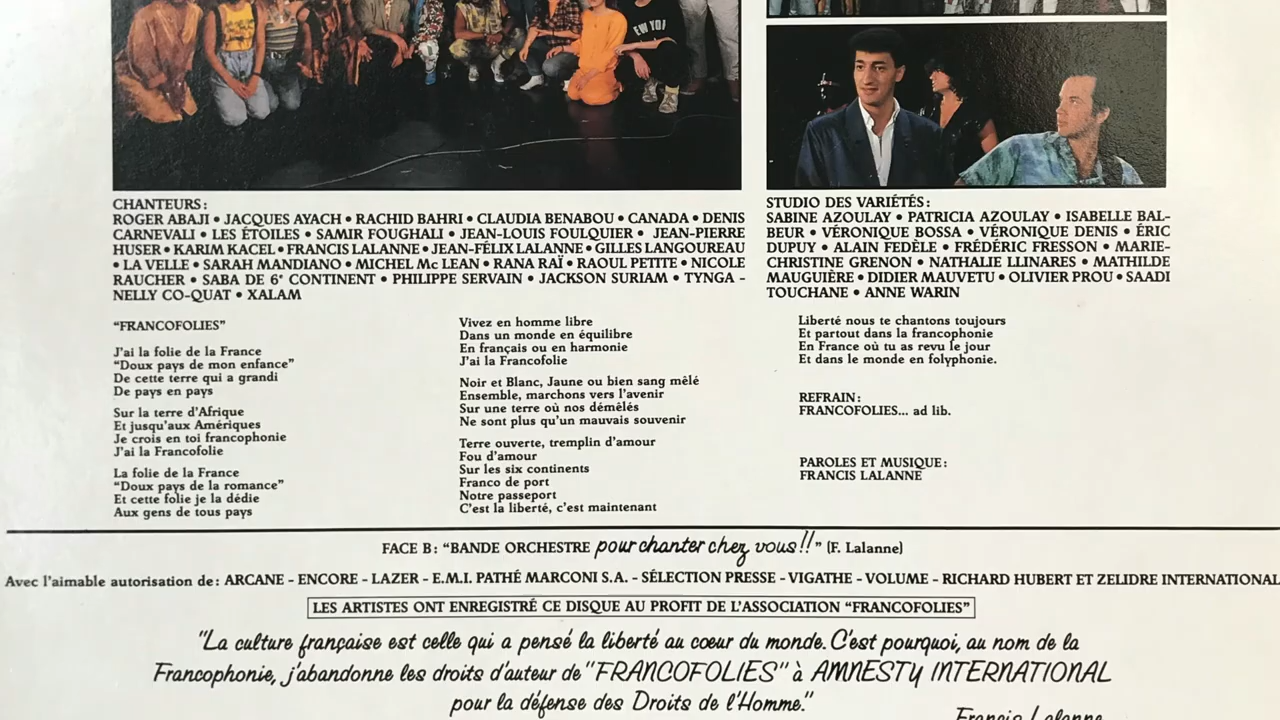 EW YOI
CHANTEURS :
ROGER ABAJI • JACQUES AYACH • RACHID BAHRI • CLAUDIA BENABOU • CANADA • DENIS
CARNEVALI • LES ÉTOILES • SAMIR FOUGHALI • JEAN-LOUIS FOULQUIER • JEAN-PIERRE
HUSER • KARIM KACEL • FRANCIS LALANNE • JEAN-FÉLIX LALANNE • GILLES LANGOUREAU
• LA VELLE • SARAH MANDIANO • MICHEL Mc LEAN • RANA RAÏ • RAOUL PETITE • NICOLE
RAUCHER • SABA DE 6e CONTINENT • PHILIPPE SERVAIN • JACKSON SURIAM • TYNGA -
NELLY CO-QUAT • XALAM
STUDIO DES VARIÉTÉS :
SABINE AZOULAY • PATRICIA AZOULAY • ISABELLE BAL-
BEUR • VÉRONIQUE BOSSA • VÉRONIQUE DENIS • ÉRIC
DUPUY • ALAIN FEDÈLE • FRÉDÉRIC FRESSON • MARIE-
CHRISTINE GRENON • NATHALIE LLINARES • MATHILDE
MAUGUIÈRE • DIDIER MAUVETU • OLIVIER PROU • SAADI
TOUCHANE • ANNE WARIN
“FRANCOFOLIES”
J'ai la folie de la France
“Doux pays de mon enfance”
De cette terre qui a grandi
De pays en pays
Sur la terre d'Afrique
Et jusqu'aux Amériques
Je crois en toi francophonie
J'ai la Francofolie
La folie de la France
“Doux pays de la romance”
Et cette folie je la dédie
Aux gens de tous pays
Vivez en homme libre
Dans un monde en équilibre
En français ou en harmonie
J'ai la Francofolie
Noir et Blanc, Jaune ou bien sang mêlé
Ensemble, marchons vers l'avenir
Sur une terre où nos démêlés
Ne sont plus qu'un mauvais souvenir
Terre ouverte, tremplin d'amour
Fou d'amour
Sur les six continents
Franco de port
Notre passeport
C'est la liberté, c'est maintenant
Liberté nous te chantons toujours
Et partout dans la francophonie
En France où tu as revu le jour
Et dans le monde en folyphonie.
REFRAIN :
FRANCOFOLIES... ad lib.
PAROLES ET MUSIQUE :
FRANCIS LALANNE
FACE B : “BANDE ORCHESTRE pour chanter chez vous!!” (F. Lalanne)
Avec l'aimable autorisation de : ARCANE - ENCORE - LAZER - E.M.I. PATHÉ MARCONI S.A. - SÉLECTION PRESSE - VIGATHE - VOLUME - RICHARD HUBERT ET ZELIDRE INTERNATIONAL
LES ARTISTES ONT ENREGISTRÉ CE DISQUE AU PROFIT DE L'ASSOCIATION “FRANCOFOLIES”
"La culture française est celle qui a pensé la liberté au cœur du monde. C'est pourquoi, au nom de la
Francophonie, j'abandonne les droits d'auteur de "FRANCOFOLIES" à AMNESTY INTERNATIONAL
pour la défense des Droits de l'Homme."
Francis Lalanne